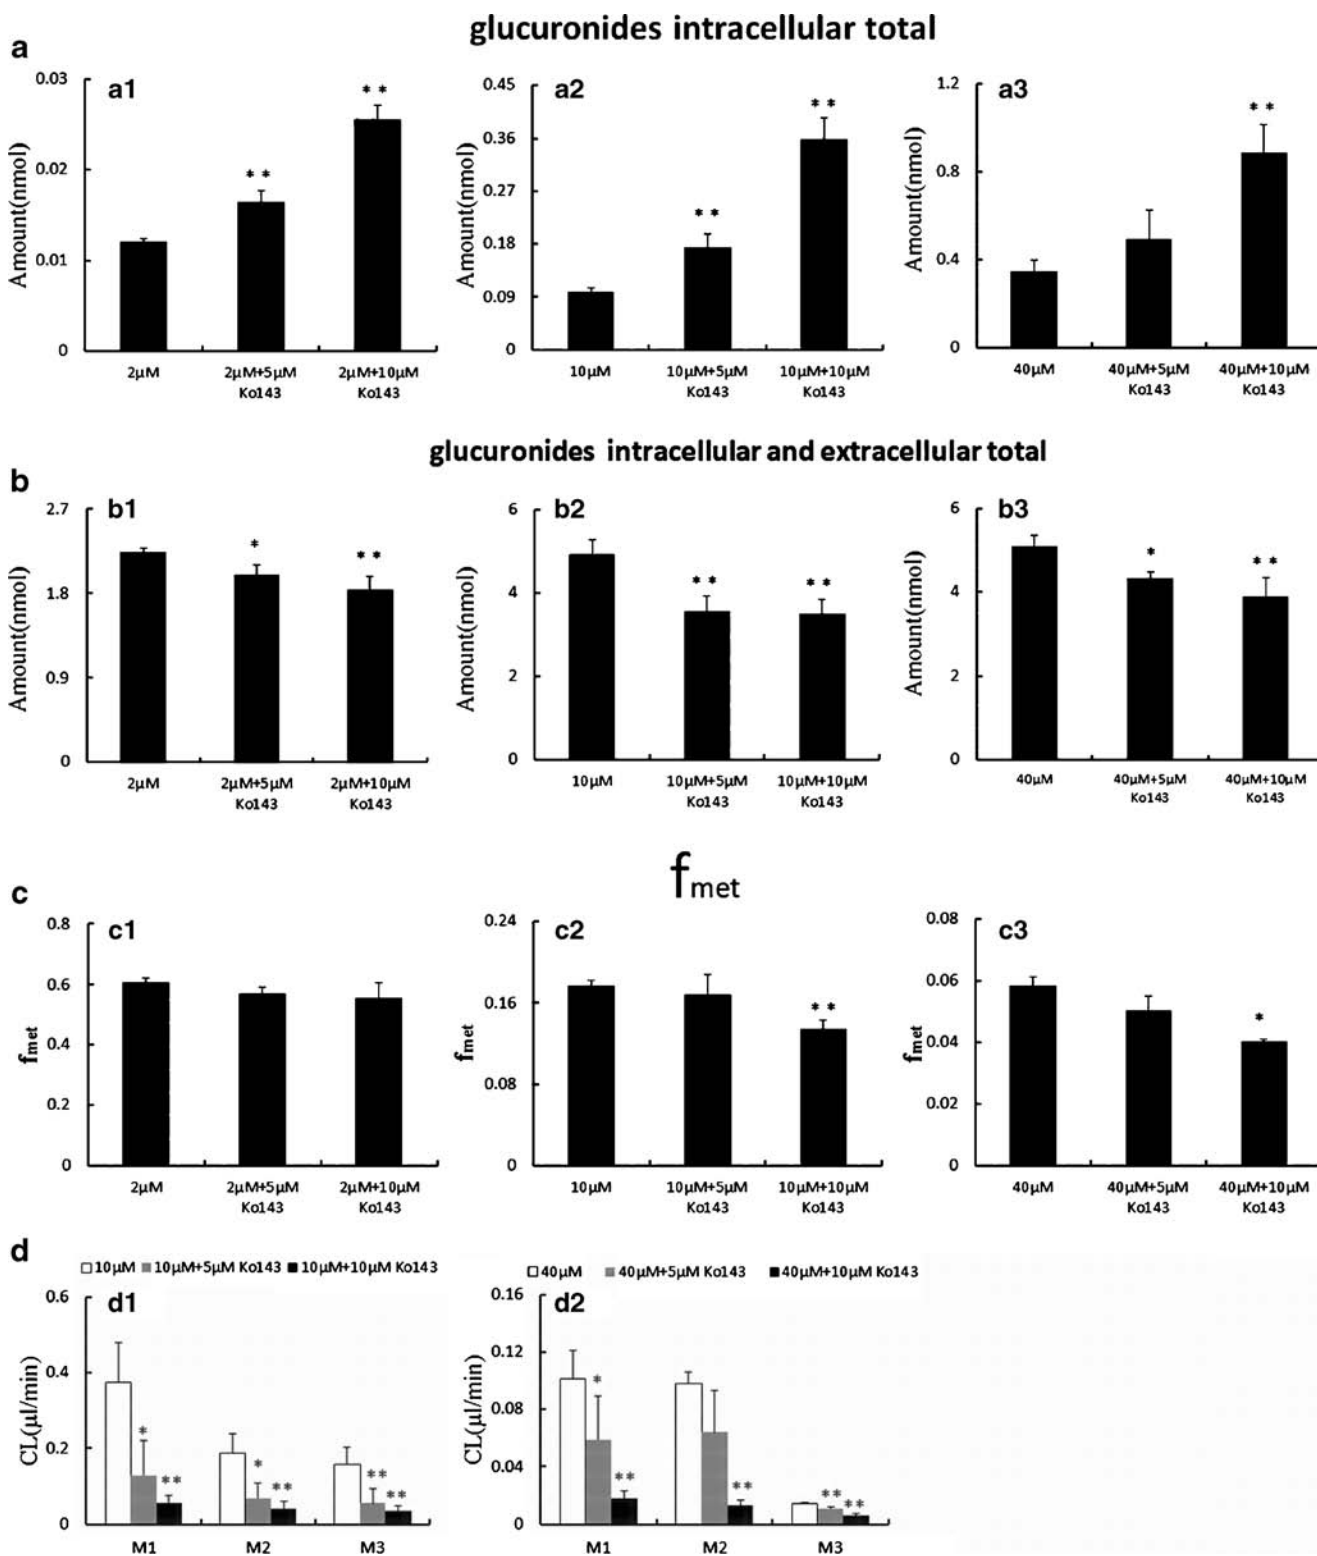 glucuronides intracellular total
a
a1
a2
a3
0.03
0.02
0.01
0
Amount(nmol)
**
**
2μM
2μM+5μM
Ko143
2μM+10μM
Ko143
0.45
0.36
0.27
0.18
0.09
0
Amount(nmol)
**
**
10μM
10μM+5μM
Ko143
10μM+10μM
Ko143
1.2
0.8
0.4
0
Amount(nmol)
**
40μM
40μM+5μM
Ko143
40μM+10μM
Ko143
glucuronides intracellular and extracellular total
b
b1
b2
b3
2.7
1.8
0.9
0
Amount(nmol)
*
**
2μM
2μM+5μM
Ko143
2μM+10μM
Ko143
6
4
2
0
Amount(nmol)
**
**
10μM
10μM+5μM
Ko143
10μM+10μM
Ko143
6
4
2
0
Amount(nmol)
*
**
40μM
40μM+5μM
Ko143
40μM+10μM
Ko143
fmet
c
c1
c2
c3
0.8
0.6
0.4
0.2
0
fmet
2μM
2μM+5μM
Ko143
2μM+10μM
Ko143
0.24
0.16
0.08
0
fmet
**
10μM
10μM+5μM
Ko143
10μM+10μM
Ko143
0.08
0.06
0.04
0.02
0
fmet
*
40μM
40μM+5μM
Ko143
40μM+10μM
Ko143
d
10μM 10μM+5μM Ko143 10μM+10μM Ko143
d1
0.6
0.4
0.2
0
CL(μl/min)
* ** * ** ** **
M1 M2 M3
40μM 40μM+5μM Ko143 40μM+10μM Ko143
d2
0.16
0.12
0.08
0.04
0
CL(μl/min)
* ** ** ** **
M1 M2 M3